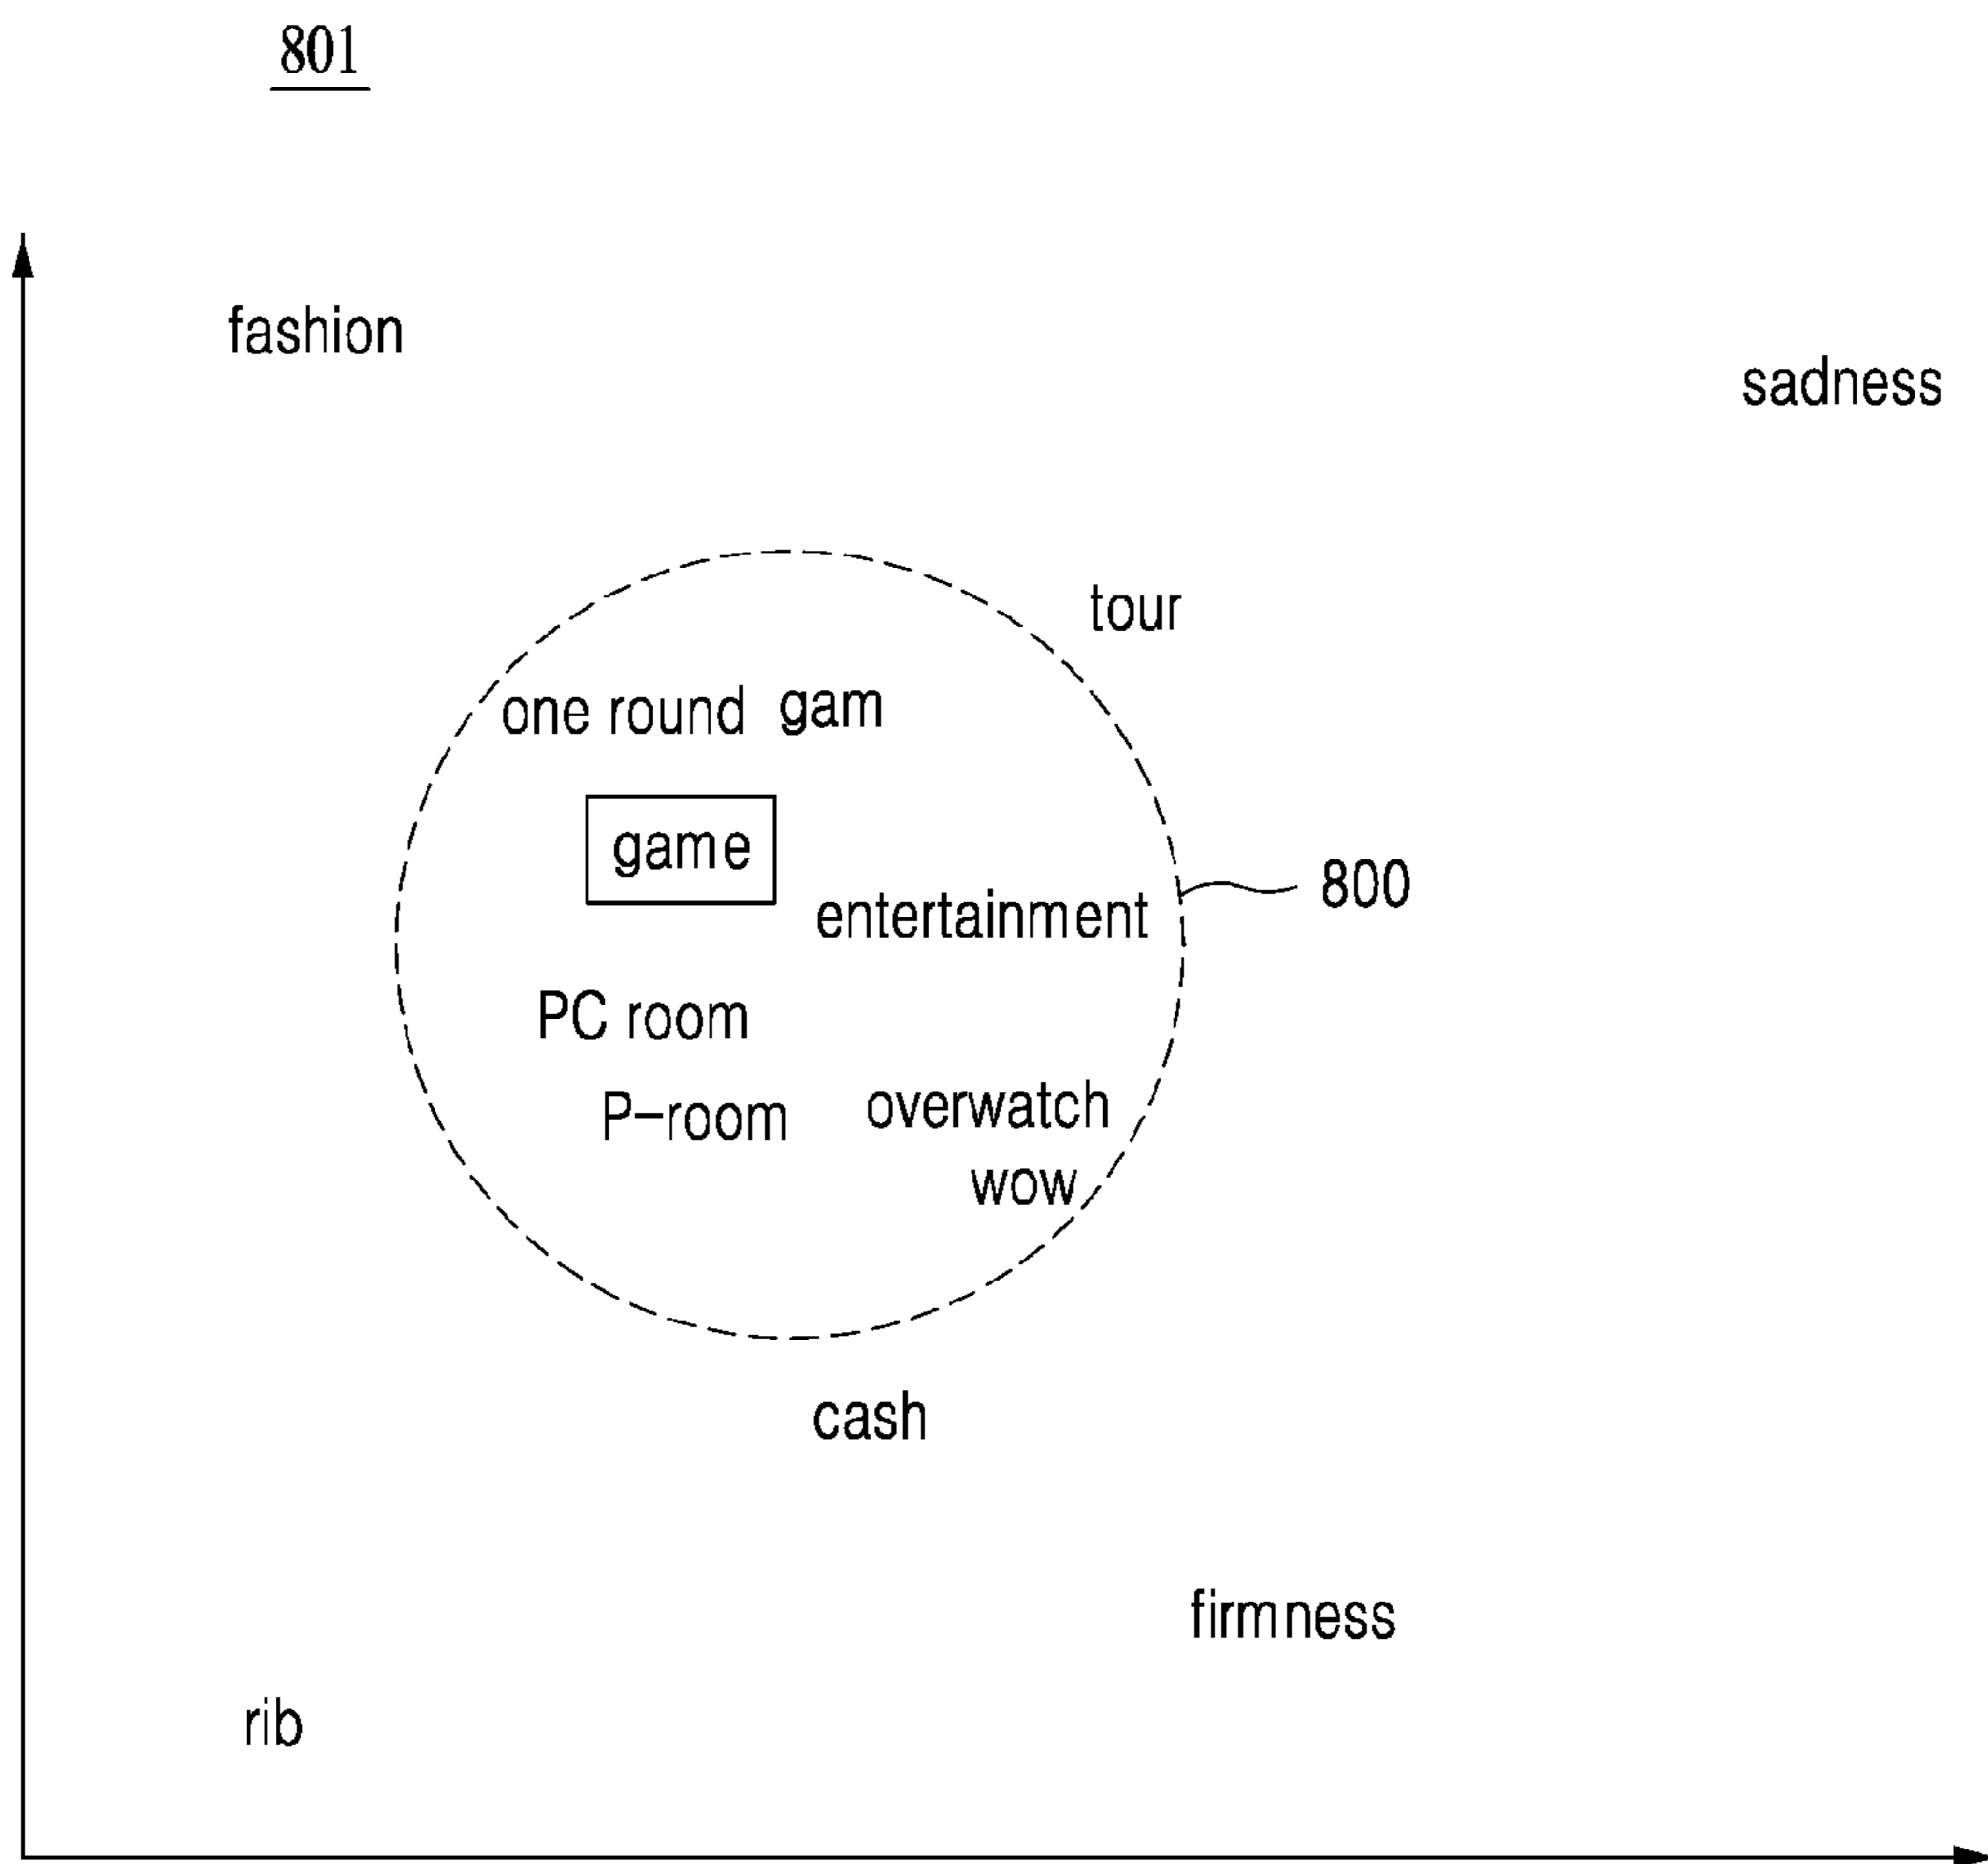 801
fashion
sadness
tour
one round gam
game
entertainment
800
PC room
P-room
overwatch
wow
cash
firmness
rib